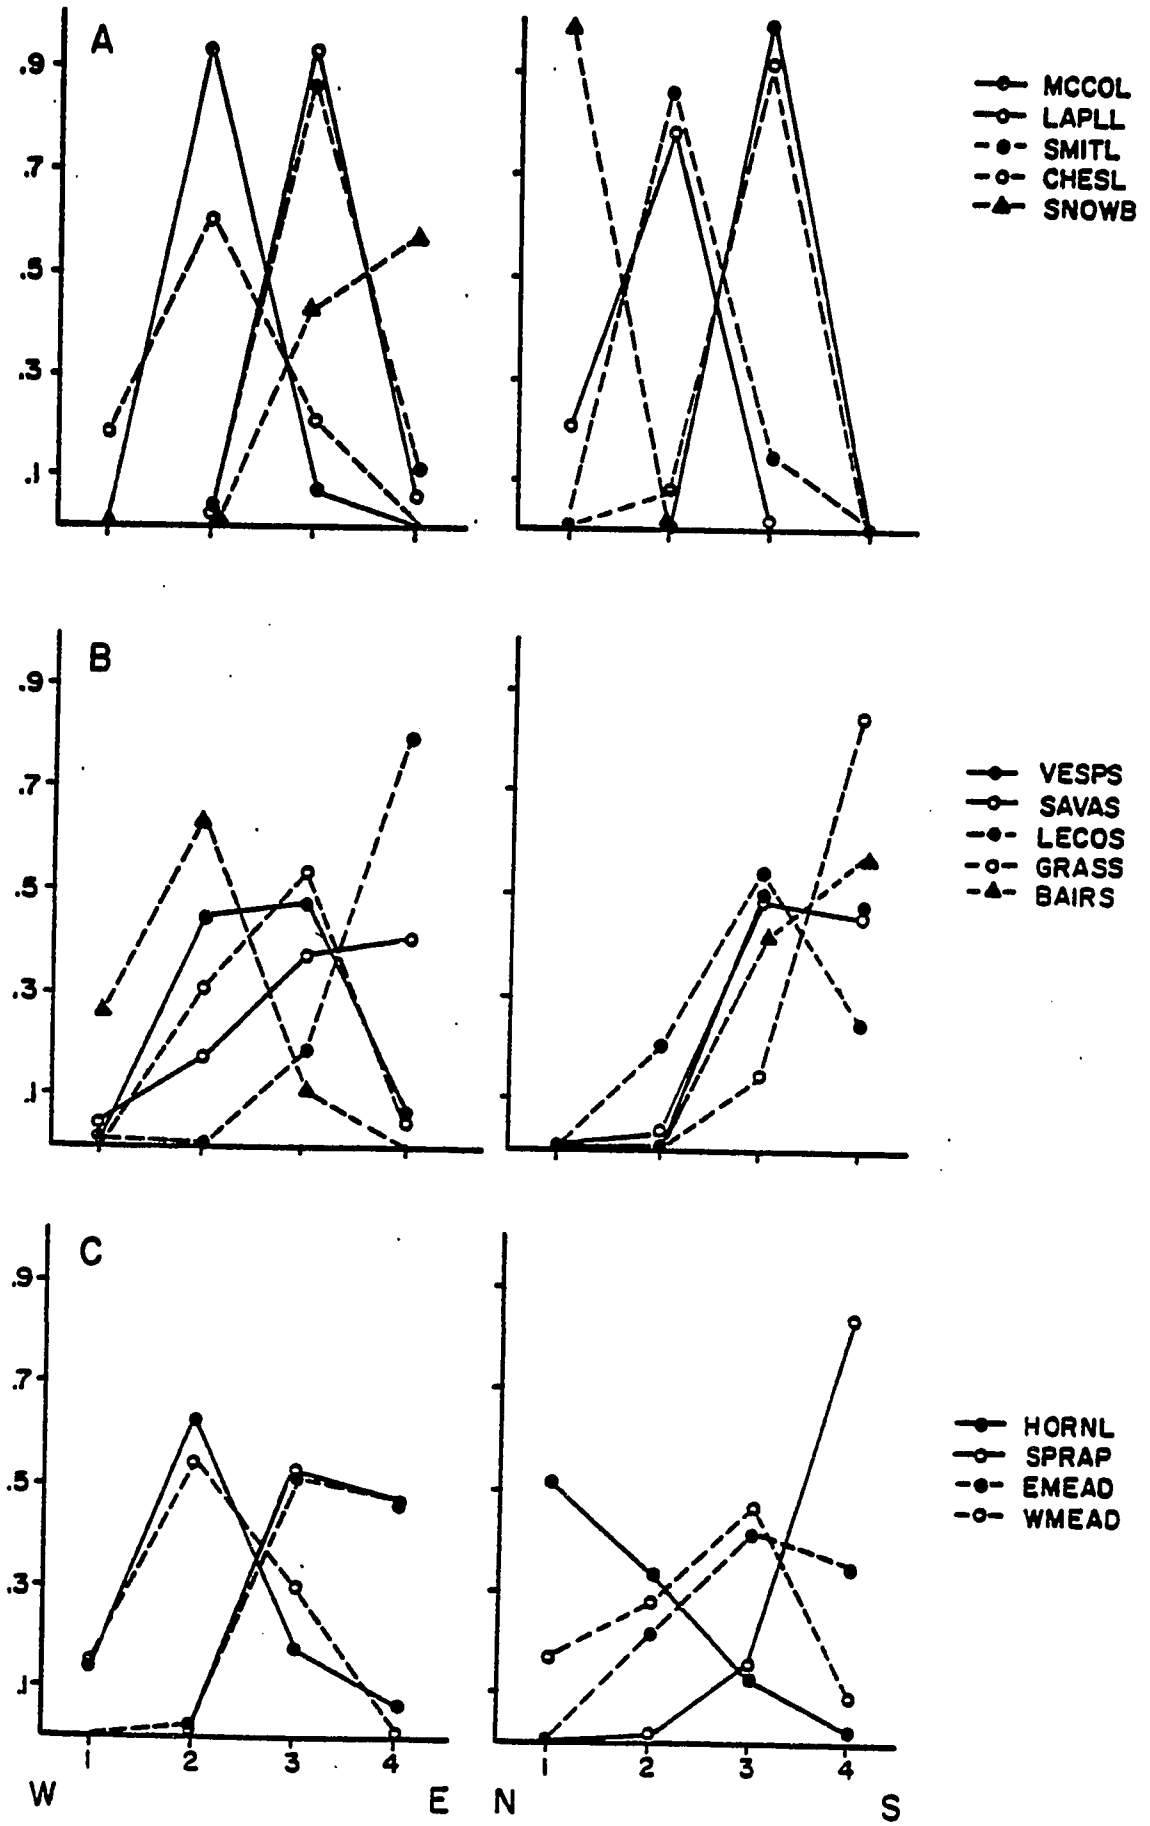 A
.9
.7
.5
.3
.1
MCCOL
LAPLL
SMITL
CHESL
SNOWB
B
.9
.7
.5
.3
.1
VESPS
SAVAS
LECOS
GRASS
BAIRS
C
.9
.7
.5
.3
.1
HORNL
SPRAP
EMEAD
WMEAD
1 2 3 4 1 2 3 4
W E N S